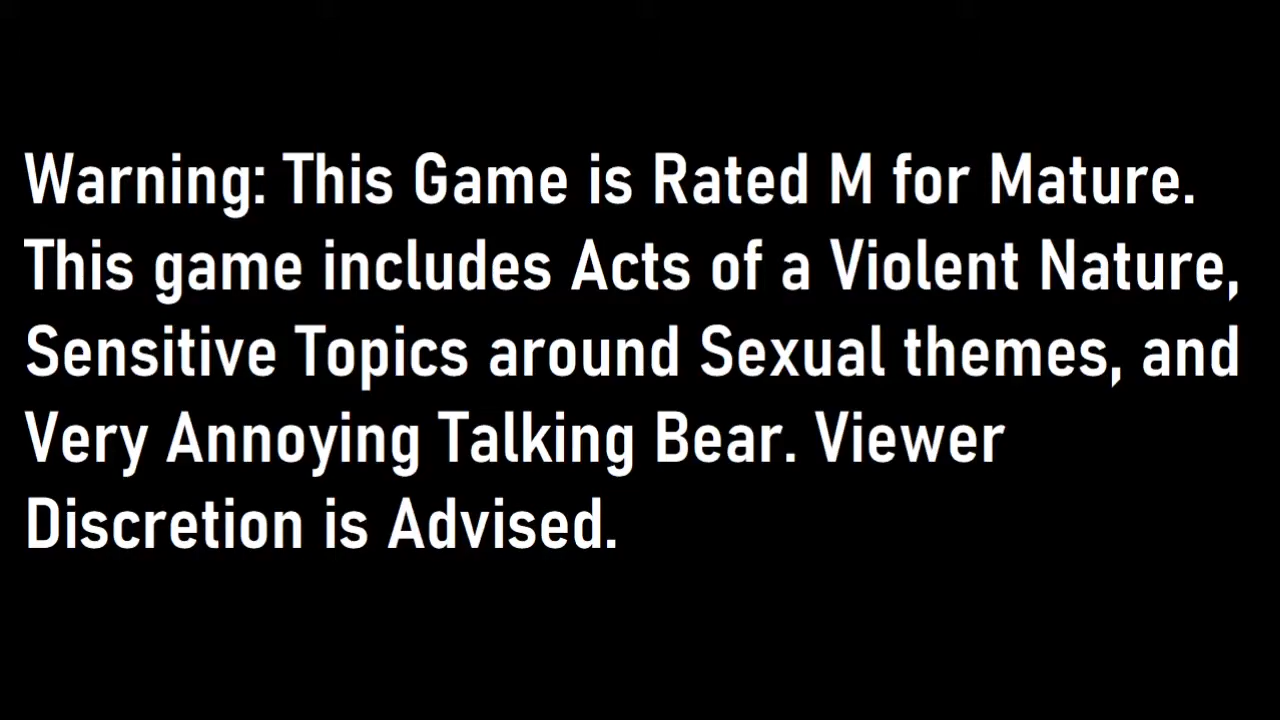 Warning: This Game is Rated M for Mature.
This game includes Acts of a Violent Nature,
Sensitive Topics around Sexual themes, and
Very Annoying Talking Bear. Viewer
Discretion is Advised.